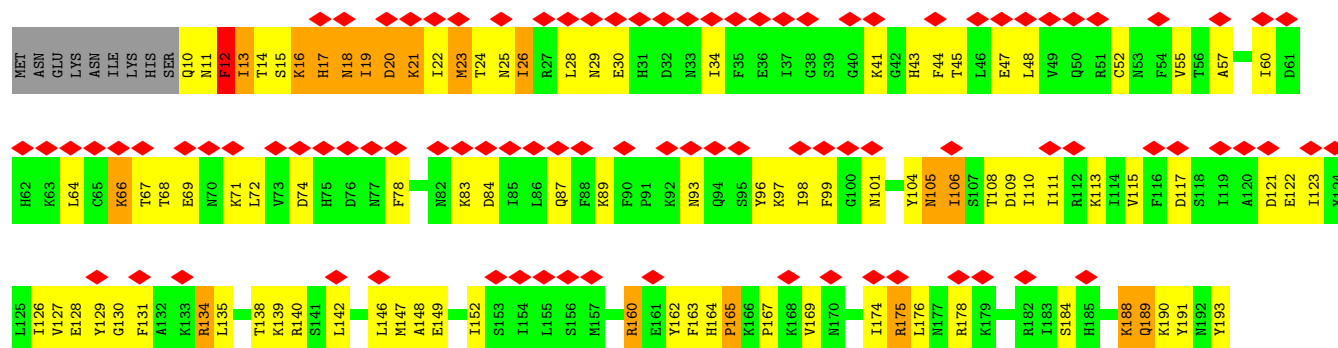 MET ASN GLU LYS ASN ILE LYS HIS SER Q10 N11 F12 I13 T14 S15 K16 H17 N18 I19 D20 K21 I22 M23 T24 N25 I26 R27 L28 N29 E30 H31 D32 N33 I34 F35 E36 I37 G38 S39 G40 K41 G42 H43 F44 T45 L46 E47 L48 V49 Q50 R51 C52 N53 F54 V55 T56 A57 I60 D61
H62 K63 L64 C65 K66 T67 T68 E69 N70 K71 L72 V73 D74 H75 D76 N77 F78 N82 K83 D84 I85 L86 Q87 F88 K89 F90 P91 K92 N93 Q94 S95 Y96 K97 I98 F99 G100 N101 Y104 N105 I106 S107 T108 D109 I110 I111 R112 K113 I114 V115 F116 D117 S118 I119 A120 D121 E122 I123 Y124
L125 I126 V127 E128 Y129 G130 F131 A132 K133 R134 L135 T138 K139 R140 S141 L142 L146 M147 A148 E149 I152 S153 I154 L155 S156 M157 R160 E161 Y162 F163 H164 P165 K166 P167 K168 V169 N170 I174 R175 L176 N177 R178 K179 R182 I183 S184 H185 K188 Q189 K190 Y191 N192 Y193